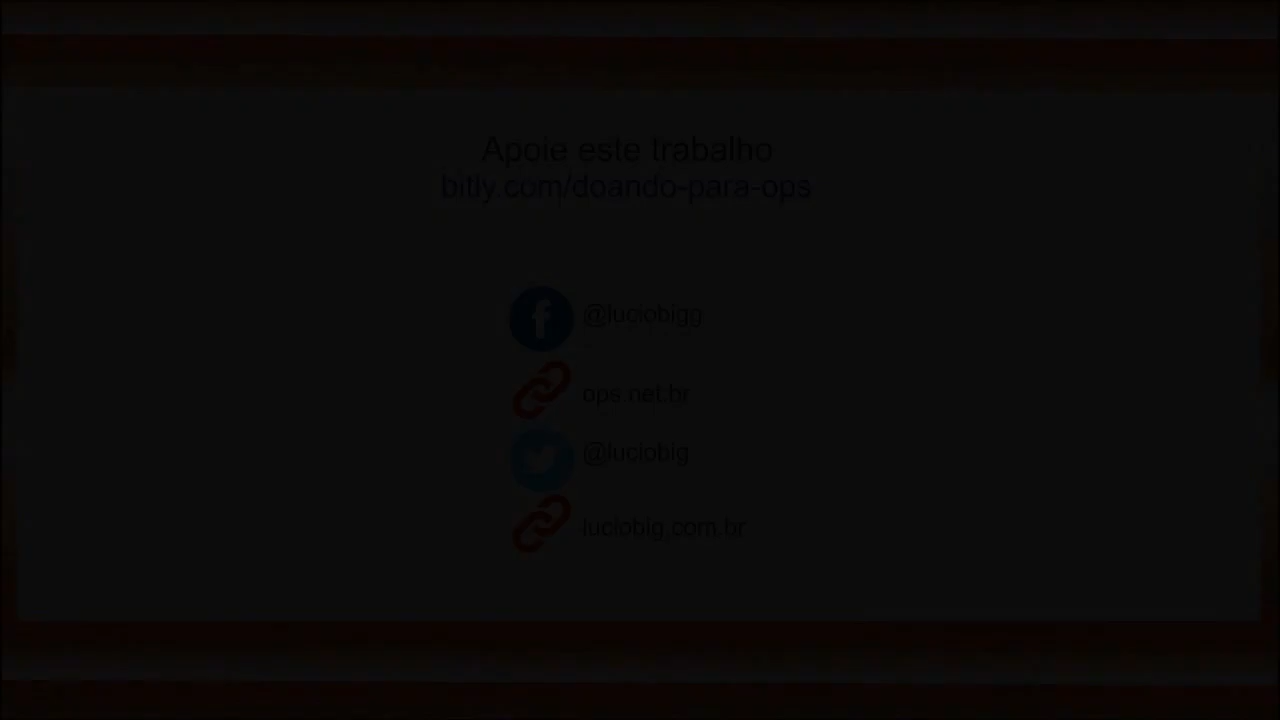 Apoie este trabalho
bitly.com/doando-para-ops
@luciobigg
ops.net.br
@luciobig
luciobig.com.br